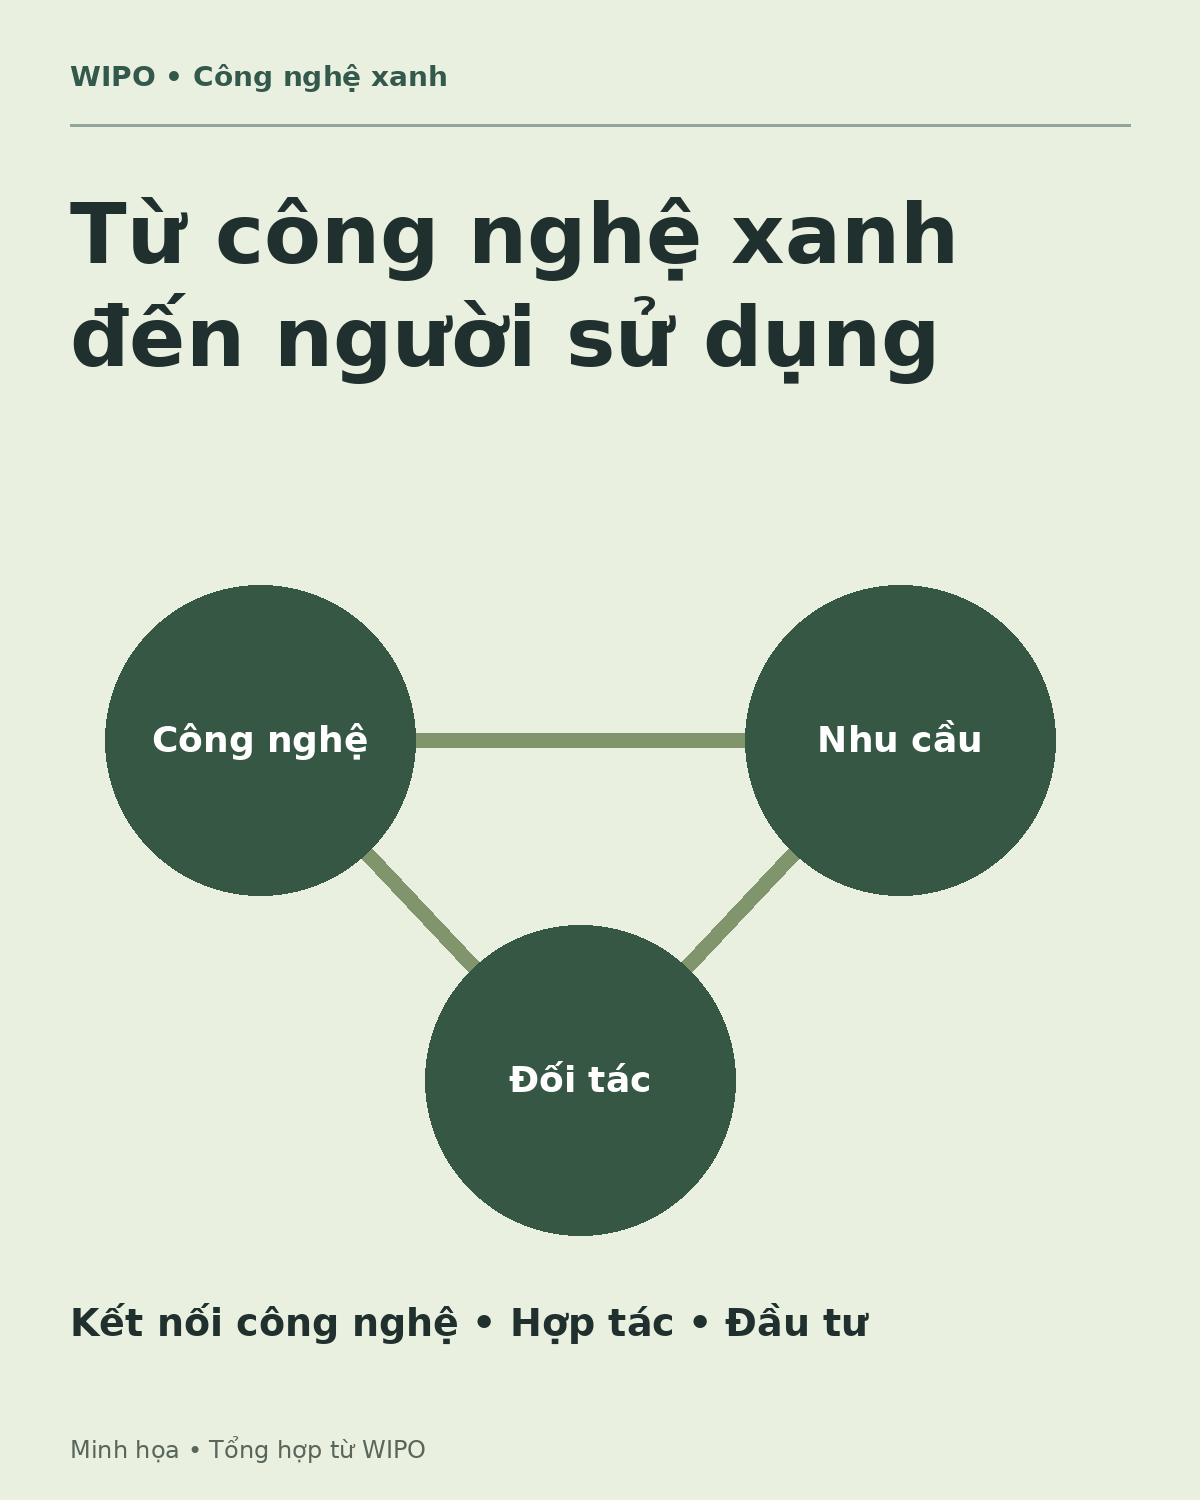 WIPO • Công nghệ xanh
Từ công nghệ xanh
đến người sử dụng
Công nghệ
Nhu cầu
Đối tác
Kết nối công nghệ • Hợp tác • Đầu tư
Minh họa • Tổng hợp từ WIPO